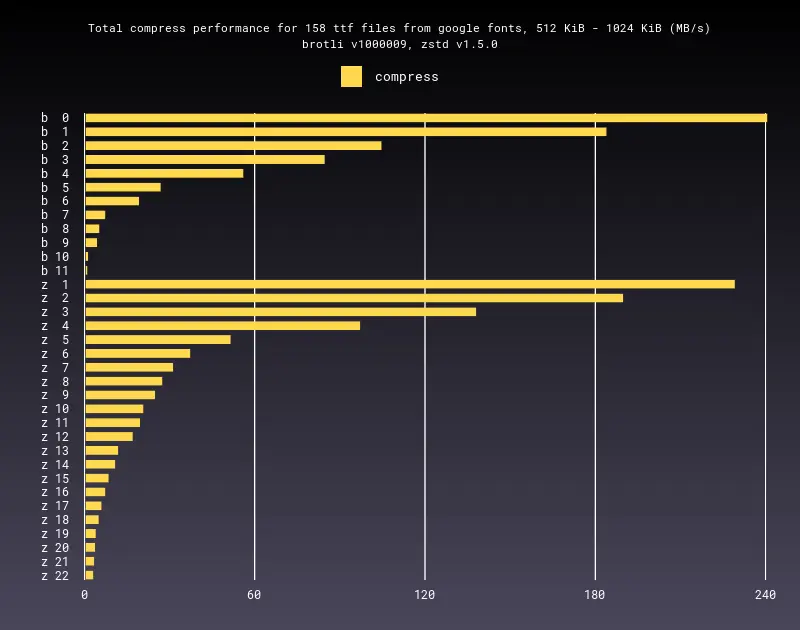 Total compress performance for 158 ttf files from google fonts, 512 KiB - 1024 KiB (MB/s)
brotli v1000009, zstd v1.5.0
compress
b 0
b 1
b 2
b 3
b 4
b 5
b 6
b 7
b 8
b 9
b 10
b 11
z 1
z 2
z 3
z 4
z 5
z 6
z 7
z 8
z 9
z 10
z 11
z 12
z 13
z 14
z 15
z 16
z 17
z 18
z 19
z 20
z 21
z 22
0 60 120 180 240